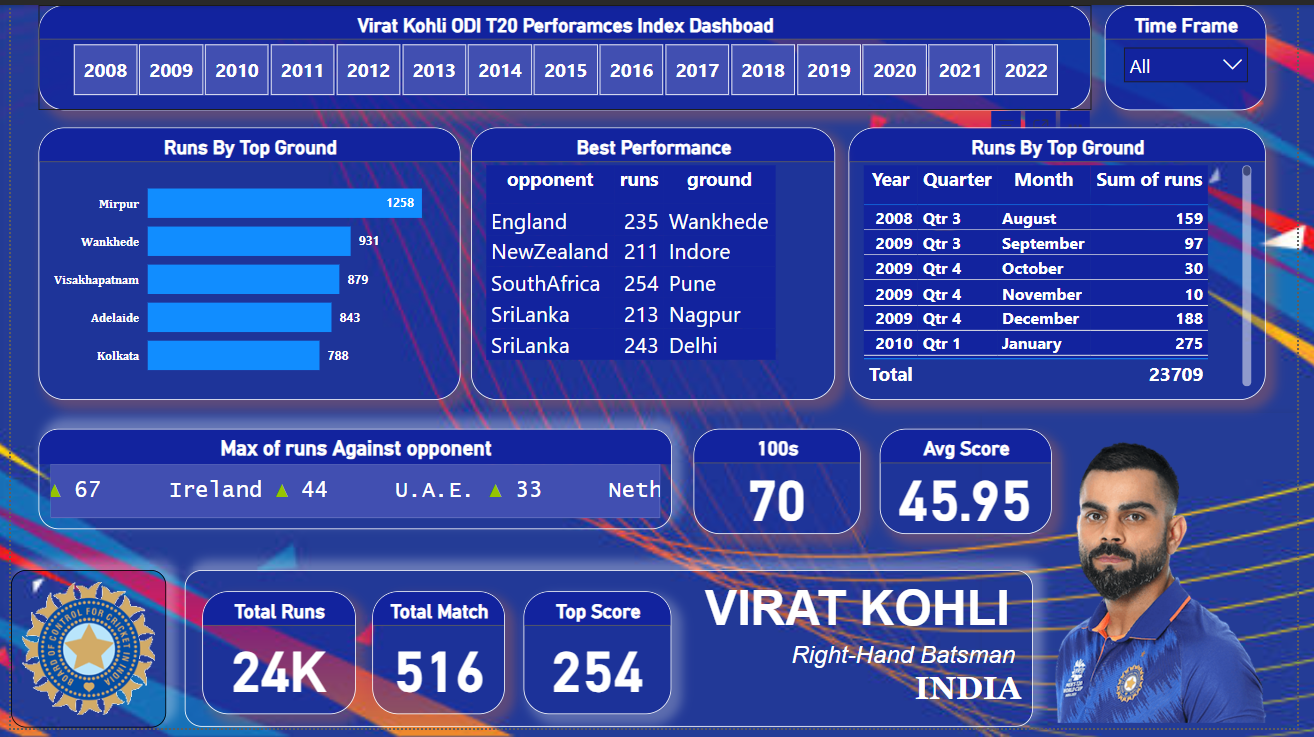 Virat Kohli ODI T20 Perforamces Index Dashboad
2008 2009 2010 2011 2012 2013 2014 2015 2016 2017 2018 2019 2020 2021 2022
Time Frame
All
Runs By Top Ground
Mirpur 1258
Wankhede 931
Visakhapatnam 879
Adelaide 843
Kolkata 788
Best Performance
opponent runs ground
England 235 Wankhede
NewZealand 211 Indore
SouthAfrica 254 Pune
SriLanka 213 Nagpur
SriLanka 243 Delhi
Runs By Top Ground
Year Quarter Month Sum of runs
2008 Qtr 3 August 159
2009 Qtr 3 September 97
2009 Qtr 4 October 30
2009 Qtr 4 November 10
2009 Qtr 4 December 188
2010 Qtr 1 January 275
Total 23709
Max of runs Against opponent
▲ 67 Ireland ▲ 44 U.A.E. ▲ 33 Neth
100s
70
Avg Score
45.95
BOARD OF CONTROL FOR CRICKET IN INDIA
Total Runs
24K
Total Match
516
Top Score
254
VIRAT KOHLI
Right-Hand Batsman
INDIA